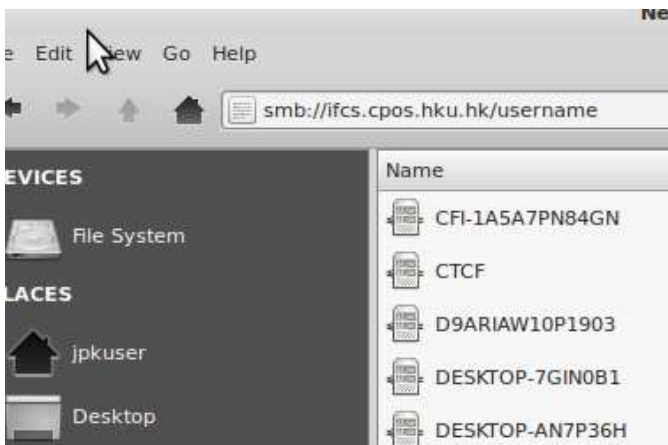 Ne
e Edit View Go Help
smb://ifcs.cpos.hku.hk/username
EVICES
Name
File System
CFI-1A5A7PN84GN
CTCF
LACES
D9ARIAW10P1903
jpkuser
DESKTOP-7GIN0B1
Desktop
DESKTOP-AN7P36H